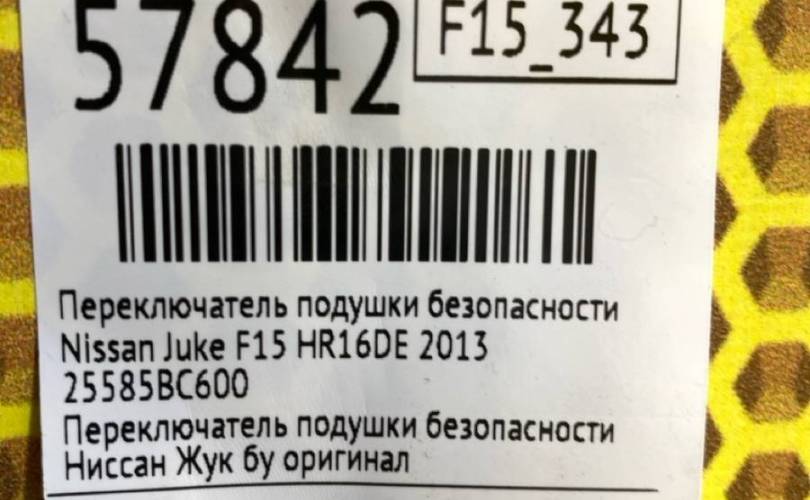 57842
F15_343
Переключатель подушки безопасности
Nissan Juke F15 HR16DE 2013
25585BC600
Переключатель подушки безопасности
Ниссан Жук бу оригинал